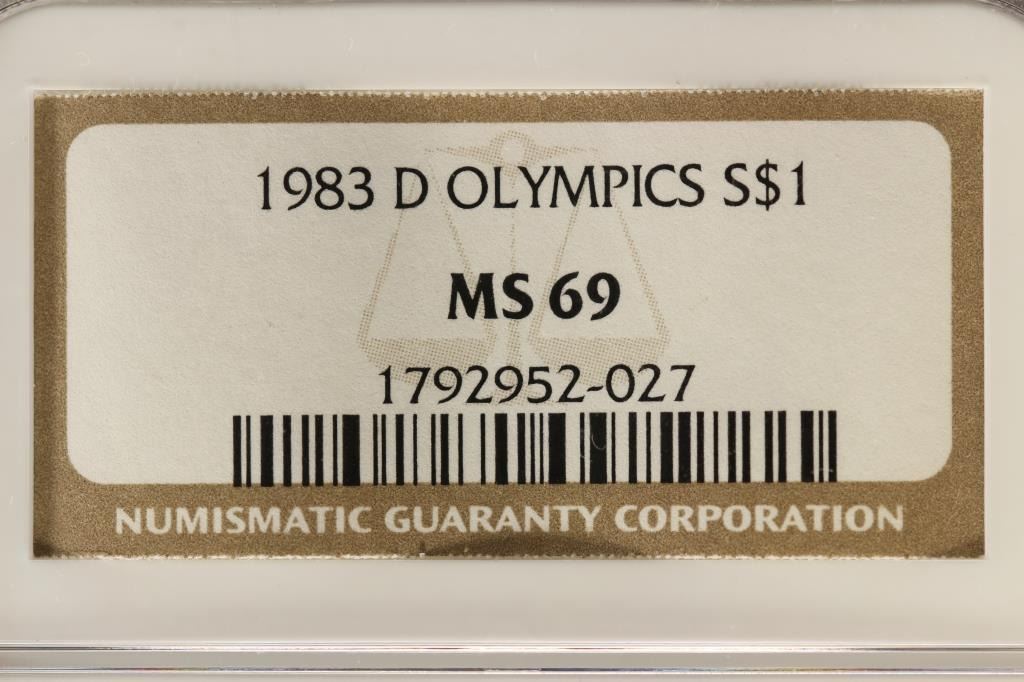 1983 D OLYMPICS S$1
MS 69
1792952-027
NUMISMATIC GUARANTY CORPORATION